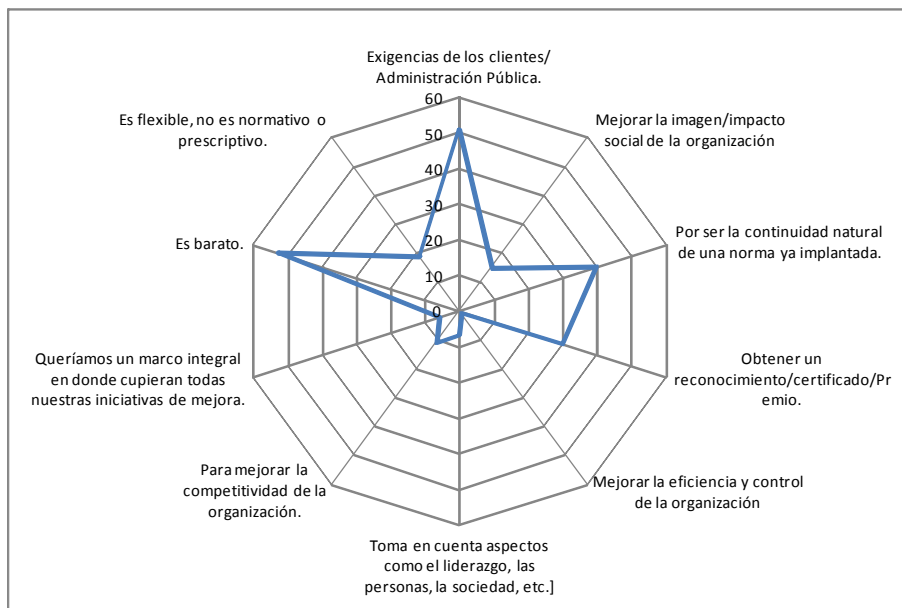 Exigencias de los clientes/
Administración Pública.
Mejorar la imagen/impacto
social de la organización
Por ser la continuidad natural
de una norma ya implantada.
Obtener un
reconocimiento/certificado/Pr
emio.
Mejorar la eficiencia y control
de la organización
Toma en cuenta aspectos
como el liderazgo, las
personas, la sociedad, etc.]
Para mejorar la
competitividad de la
organización.
Queríamos un marco integral
en donde cupieran todas
nuestras iniciativas de mejora.
Es barato.
Es flexible, no es normativo o
prescriptivo.
60
50
40
30
20
10
0